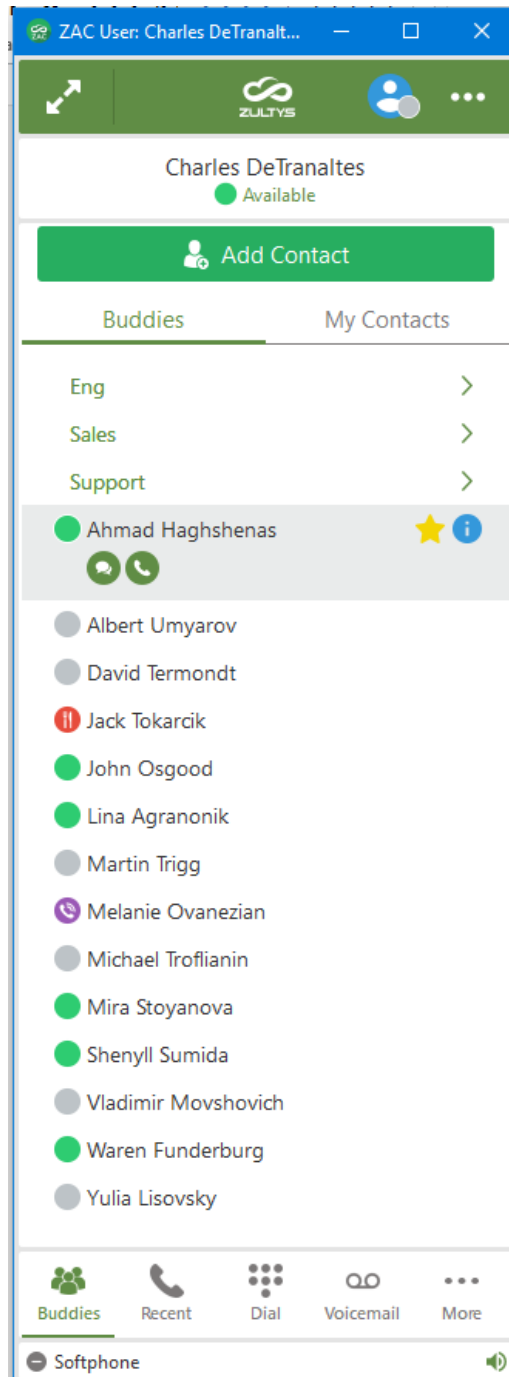 ZAC User: Charles DeTranalt...
ZAC
ZULTYS
Charles DeTranaltes
Available
Add Contact
Buddies My Contacts
Eng
Sales
Support
Ahmad Haghshenas
Albert Umyarov
David Termondt
Jack Tokarcik
John Osgood
Lina Agranonik
Martin Trigg
Melanie Ovanezian
Michael Troflianin
Mira Stoyanova
Shenyll Sumida
Vladimir Movshovich
Waren Funderburg
Yulia Lisovsky
Buddies Recent Dial Voicemail More
Softphone